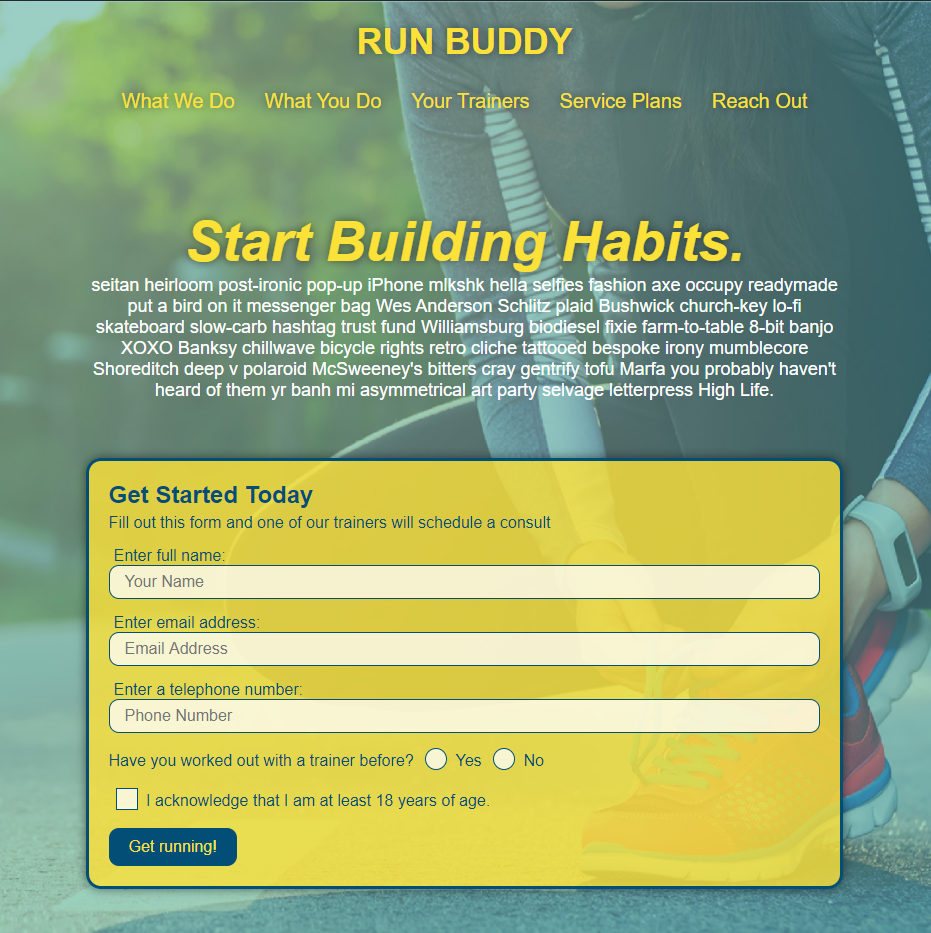 RUN BUDDY
What We Do What You Do Your Trainers Service Plans Reach Out
Start Building Habits.
seitan heirloom post-ironic pop-up iPhone mlkshk hella selfies fashion axe occupy readymade
put a bird on it messenger bag Wes Anderson Schlitz plaid Bushwick church-key lo-fi
skateboard slow-carb hashtag trust fund Williamsburg biodiesel fixie farm-to-table 8-bit banjo
XOXO Banksy chillwave bicycle rights retro cliche tattooed bespoke irony mumblecore
Shoreditch deep v polaroid McSweeney's bitters cray gentrify tofu Marfa you probably haven't
heard of them yr banh mi asymmetrical art party selvage letterpress High Life.
Get Started Today
Fill out this form and one of our trainers will schedule a consult
Enter full name:
Your Name
Enter email address:
Email Address
Enter a telephone number:
Phone Number
Have you worked out with a trainer before? Yes No
I acknowledge that I am at least 18 years of age.
Get running!